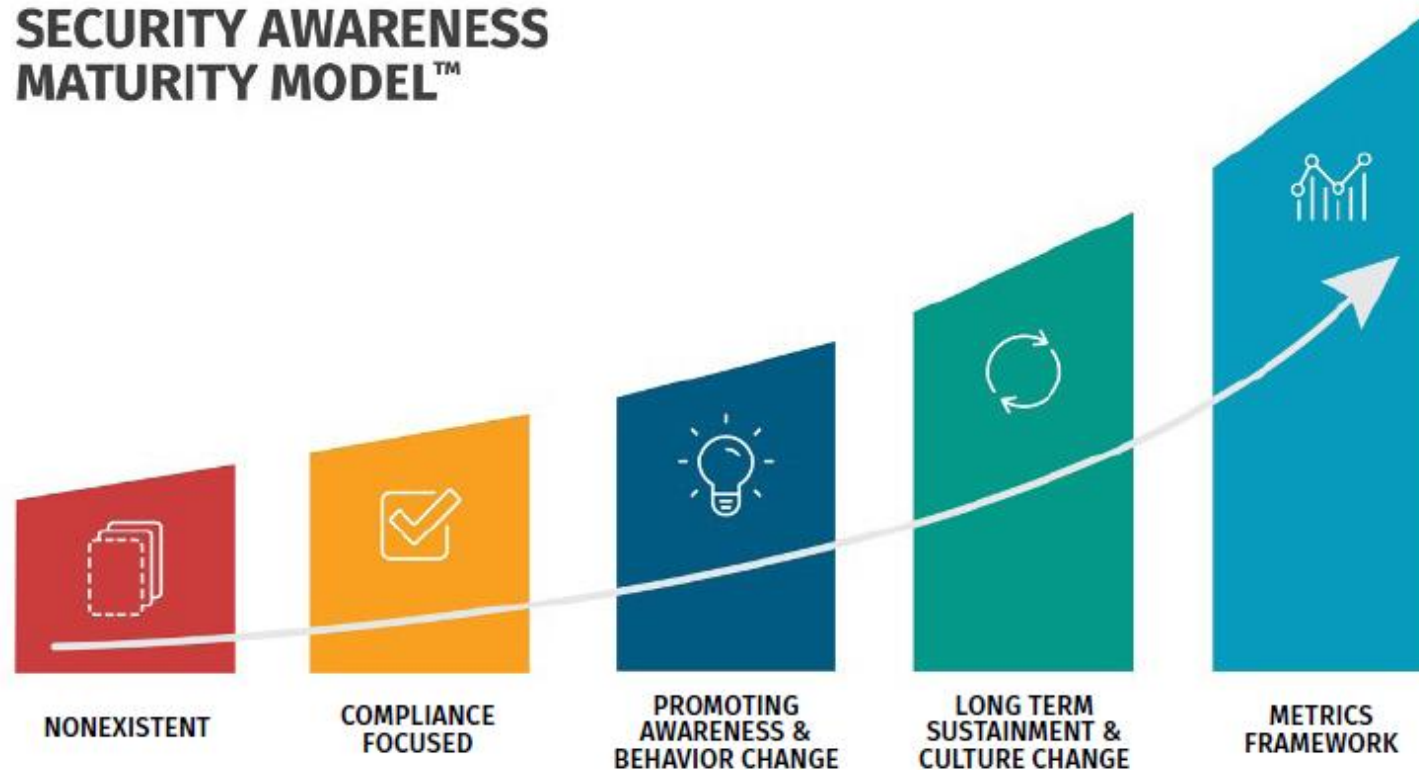 SECURITY AWARENESS
MATURITY MODEL™
NONEXISTENT
COMPLIANCE
FOCUSED
PROMOTING
AWARENESS &
BEHAVIOR CHANGE
LONG TERM
SUSTAINMENT &
CULTURE CHANGE
METRICS
FRAMEWORK